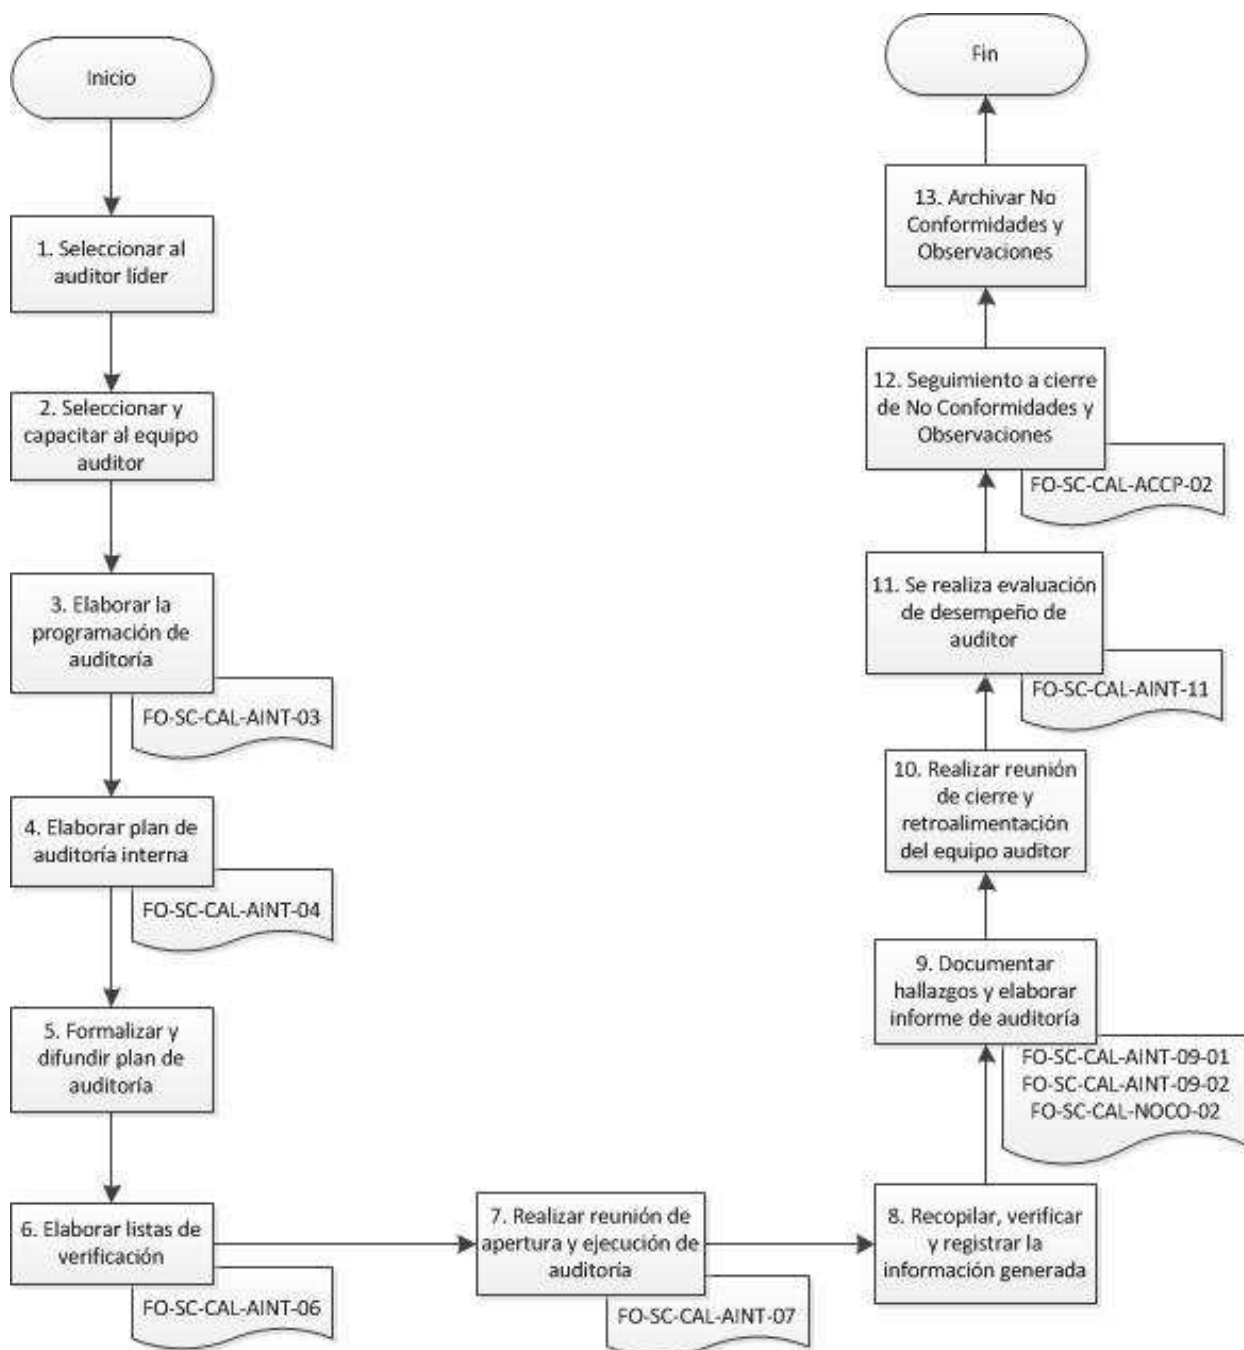 Inicio
1. Seleccionar al
auditor líder
2. Seleccionar y
capacitar al equipo
auditor
3. Elaborar la
programación de
auditoría
FO-SC-CAL-AINT-03
4. Elaborar plan de
auditoría interna
FO-SC-CAL-AINT-04
5. Formalizar y
difundir plan de
auditoría
6. Elaborar listas de
verificación
FO-SC-CAL-AINT-06
7. Realizar reunión de
apertura y ejecución de
auditoría
FO-SC-CAL-AINT-07
8. Recopilar, verificar
y registrar la
información generada
9. Documentar
hallazgos y elaborar
informe de auditoría
FO-SC-CAL-AINT-09-01
FO-SC-CAL-AINT-09-02
FO-SC-CAL-NOCO-02
10. Realizar reunión
de cierre y
retroalimentación
del equipo auditor
11. Se realiza evaluación
de desempeño de
auditor
FO-SC-CAL-AINT-11
12. Seguimiento a cierre
de No Conformidades y
Observaciones
FO-SC-CAL-ACCP-02
13. Archivar No
Conformidades y
Observaciones
Fin